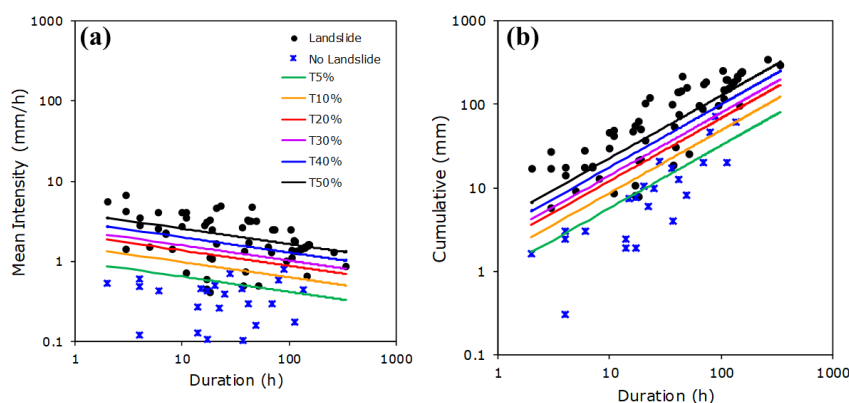 (a)
Landslide
No Landslide
T5%
T10%
T20%
T30%
T40%
T50%
Mean Intensity (mm/h)
1000
100
10
1
0.1
1
10
100
1000
Duration (h)
(b)
Cumulative (mm)
1000
100
10
1
0.1
1
10
100
1000
Duration (h)